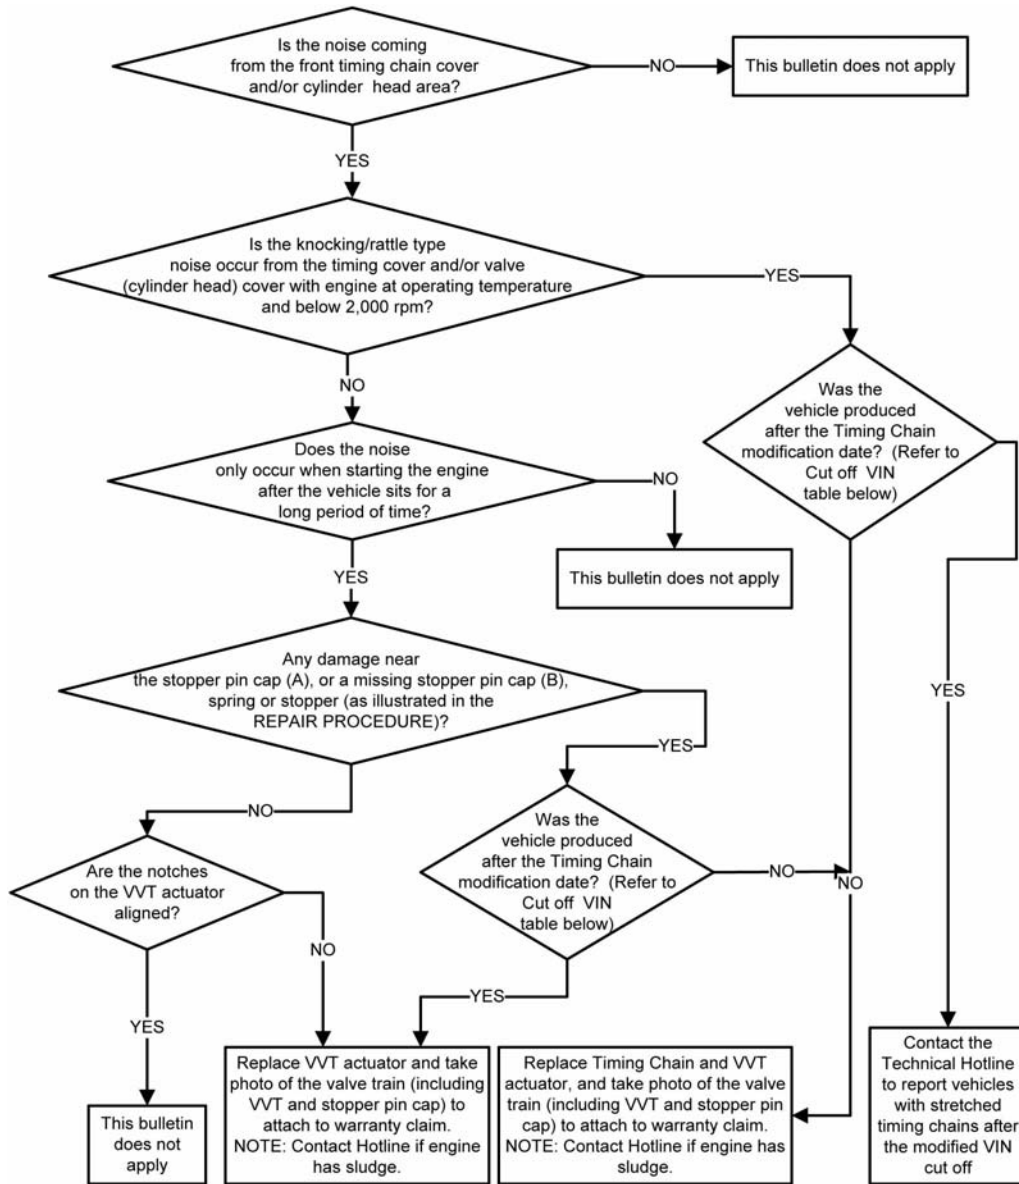 Is the noise coming
from the front timing chain cover
and/or cylinder head area?
NO
This bulletin does not apply
YES
Is the knocking/rattle type
noise occur from the timing cover and/or valve
(cylinder head) cover with engine at operating temperature
and below 2,000 rpm?
YES
NO
Was the
vehicle produced
after the Timing Chain
modification date? (Refer to
Cut off VIN
table below)
Does the noise
only occur when starting the engine
after the vehicle sits for a
long period of time?
NO
This bulletin does not apply
YES
Any damage near
the stopper pin cap (A), or a missing stopper pin cap (B),
spring or stopper (as illustrated in the
REPAIR PROCEDURE)?
YES
YES
NO
Was the
vehicle produced
after the Timing Chain
modification date? (Refer to
Cut off VIN
table below)
NO
NO
Are the notches
on the VVT actuator
aligned?
NO
YES
YES
This bulletin
does not
apply
Replace VVT actuator and take
photo of the valve train (including
VVT and stopper pin cap) to
attach to warranty claim.
NOTE: Contact Hotline if engine
has sludge.
Replace Timing Chain and VVT
actuator, and take photo of the valve
train (including VVT and stopper pin
cap) to attach to warranty claim.
NOTE: Contact Hotline if engine has
sludge.
Contact the
Technical Hotline
to report vehicles
with stretched
timing chains after
the modified VIN
cut off